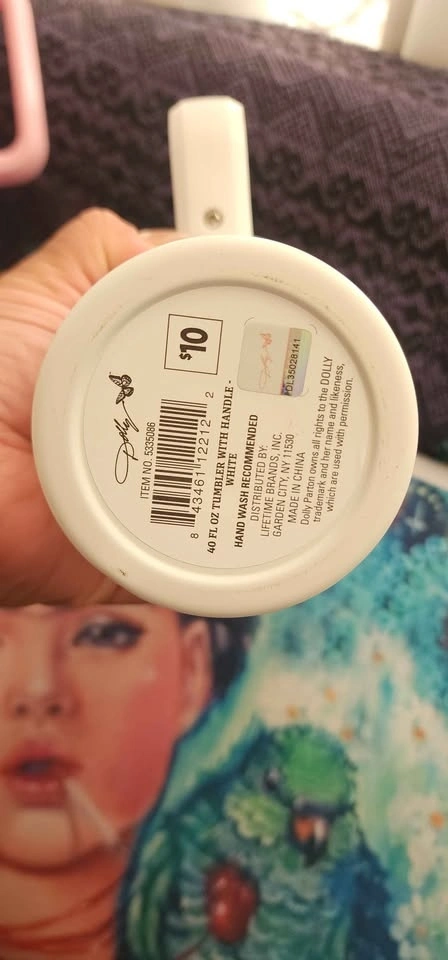 Dolly
$10
ITEM NO. 5335086
8 43461 12212 2
40 FL OZ TUMBLER WITH HANDLE -
WHITE
HAND WASH RECOMMENDED
DISTRIBUTED BY:
LIFETIME BRANDS, INC.
GARDEN CITY, NY 11530
MADE IN CHINA
Dolly Parton owns all rights to the DOLLY
trademark and her name and likeness,
which are used with permission.
PDL35028141